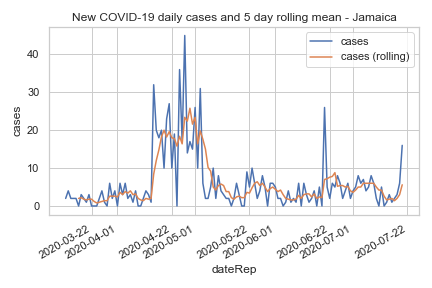 New COVID-19 daily cases and 5 day rolling mean - Jamaica
cases
cases (rolling)
cases
40
30
20
10
0
2020-03-22
2020-04-01
2020-04-22
2020-05-01
2020-05-22
2020-06-01
2020-06-22
2020-07-01
2020-07-22
dateRep